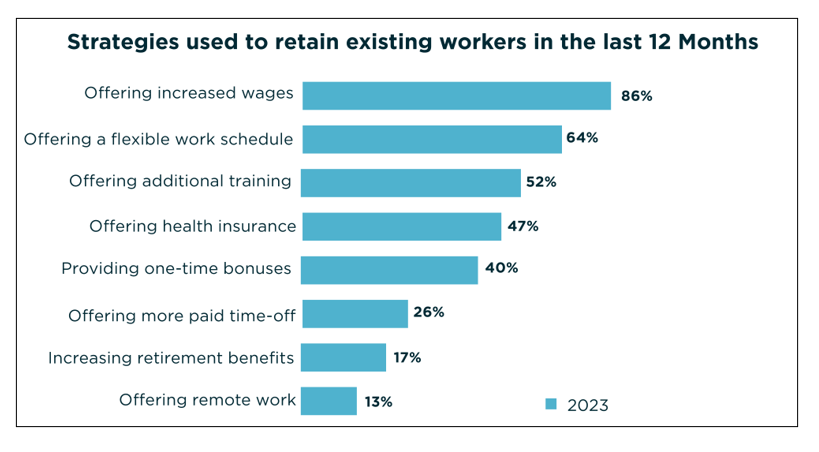 Strategies used to retain existing workers in the last 12 Months
Offering increased wages 86%
Offering a flexible work schedule 64%
Offering additional training 52%
Offering health insurance 47%
Providing one-time bonuses 40%
Offering more paid time-off 26%
Increasing retirement benefits 17%
Offering remote work 13%
2023